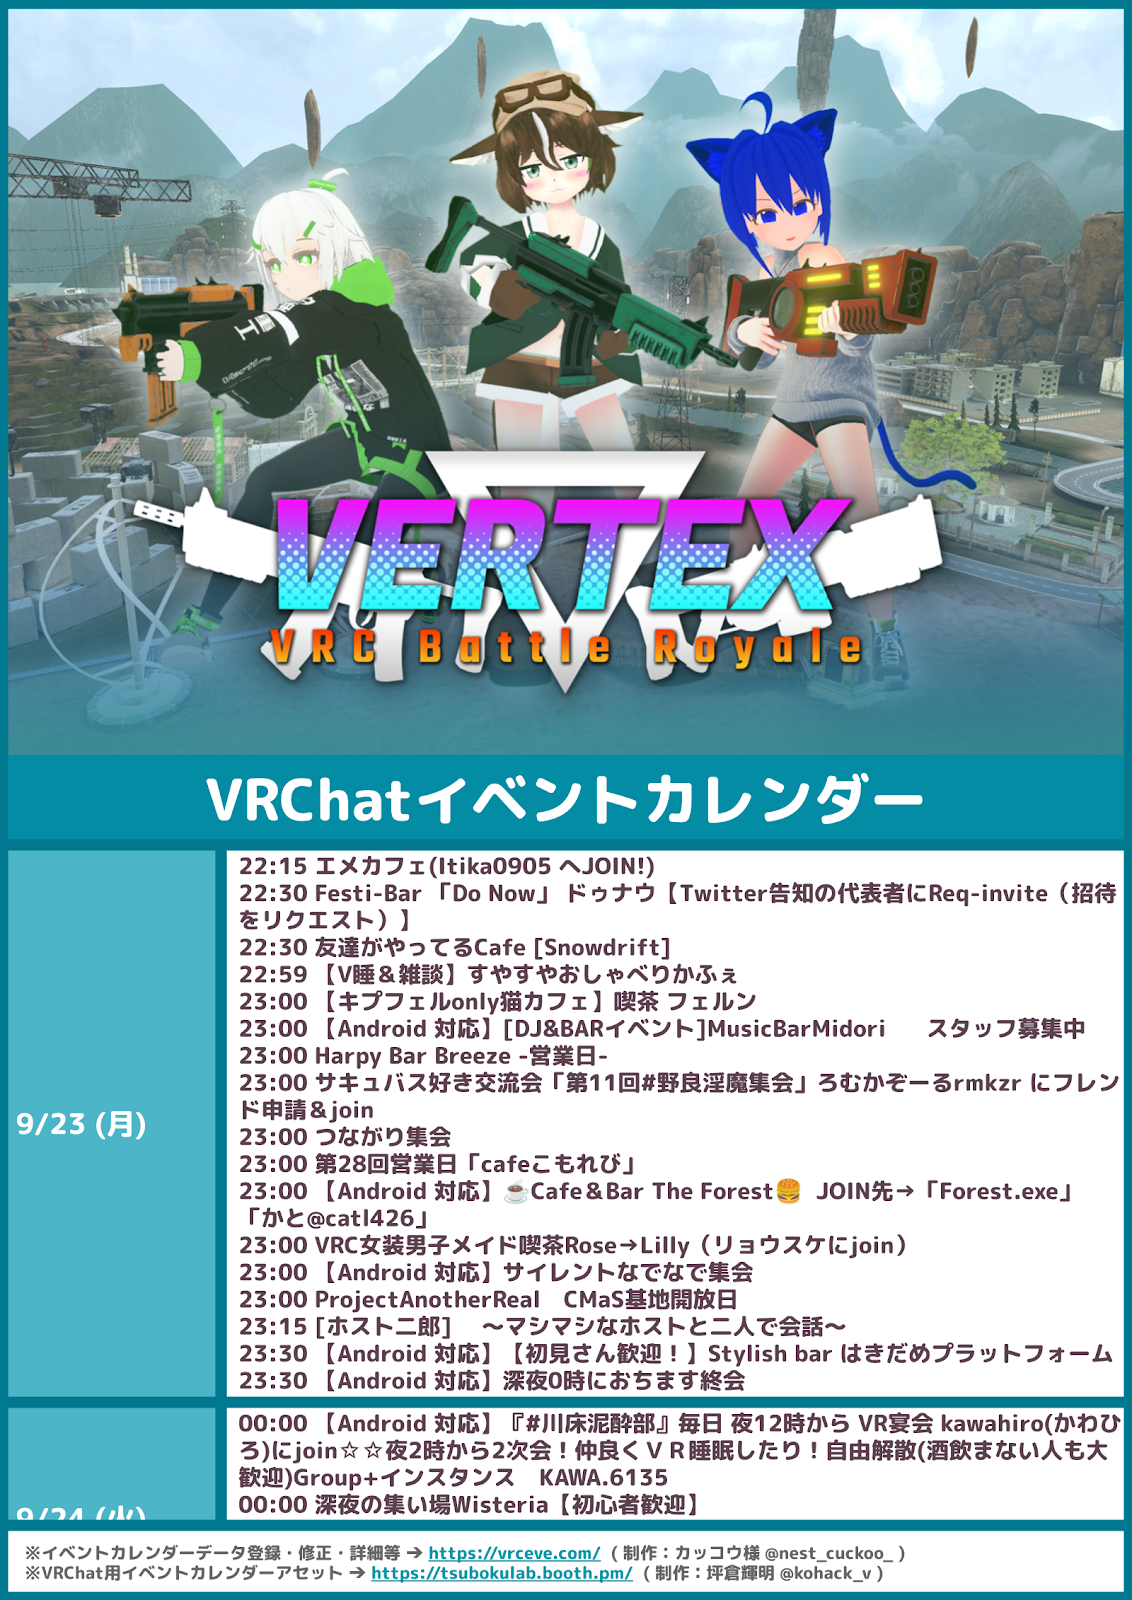 VERTEX
VRC Battle Royale
VRChatイベントカレンダー
9/23 (月)
22:15 エメカフェ(Itika0905 へJOIN!)
22:30 Festi-Bar 「Do Now」 ドゥナウ【Twitter告知の代表者にReq-invite（招待
をリクエスト）】
22:30 友達がやってるCafe [Snowdrift]
22:59 【V睡＆雑談】すやすやおしゃべりかふぇ
23:00 【キプフェルonly猫カフェ】喫茶 フェルン
23:00 【Android 対応】[DJ&BARイベント]MusicBarMidori　 スタッフ募集中
23:00 Harpy Bar Breeze -営業日-
23:00 サキュバス好き交流会「第11回#野良淫魔集会」ろむかぞーるrmkzr にフレン
ド申請＆join
23:00 つながり集会
23:00 第28回営業日「cafeこもれび」
23:00 【Android 対応】☕Cafe＆Bar The Forest🍔 JOIN先→「Forest.exe」
「かと@catl426」
23:00 VRC女装男子メイド喫茶Rose→Lilly（リョウスケにjoin）
23:00 【Android 対応】サイレントなでなで集会
23:00 ProjectAnotherReal　CMaS基地開放日
23:15 [ホスト二郎]　～マシマシなホストと二人で会話～
23:30 【Android 対応】【初見さん歓迎！】Stylish bar はきだめプラットフォーム
23:30 【Android 対応】深夜0時におちます終会
9/24 (火)
00:00 【Android 対応】『#川床泥酔部』毎日 夜12時から VR宴会 kawahiro(かわひ
ろ)にjoin☆☆夜2時から2次会！仲良くＶＲ睡眠したり！自由解散(酒飲まない人も大
歓迎)Group+インスタンス　KAWA.6135
00:00 深夜の集い場Wisteria【初心者歓迎】
※イベントカレンダーデータ登録・修正・詳細等 → https://vrceve.com/ ( 制作：カッコウ様 @nest_cuckoo_ )
※VRChat用イベントカレンダーアセット → https://tsubokulab.booth.pm/ ( 制作：坪倉輝明 @kohack_v )